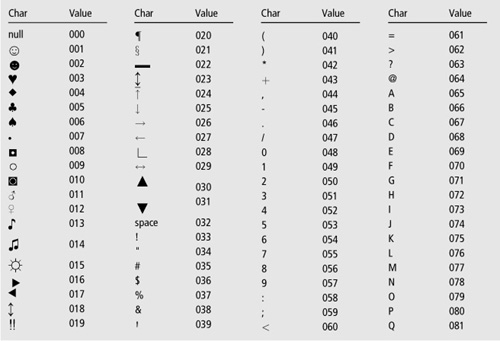 Char Value Char Value Char Value Char Value
null 000 ¶ 020 ( 040 = 061
☺ 001 § 021 ) 041 > 062
☻ 002 ▬ 022 * 042 ? 063
♥ 003 ↨ 023 + 043 @ 064
♦ 004 ↑ 024 , 044 A 065
♣ 005 ↓ 025 - 045 B 066
♠ 006 → 026 . 046 C 067
• 007 ← 027 / 047 D 068
◘ 008 ∟ 028 0 048 E 069
○ 009 ↔ 029 1 049 F 070
◙ 010 ▲ 030 2 050 G 071
♂ 011 ▼ 031 3 051 H 072
♀ 012 space 032 4 052 I 073
♪ 013 ! 033 5 053 J 074
♫ 014 " 034 6 054 K 075
☼ 015 # 035 7 055 L 076
► 016 $ 036 8 056 M 077
◄ 017 % 037 9 057 N 078
↕ 018 & 038 : 058 O 079
‼ 019 ' 039 ; 059 P 080
< 060 Q 081